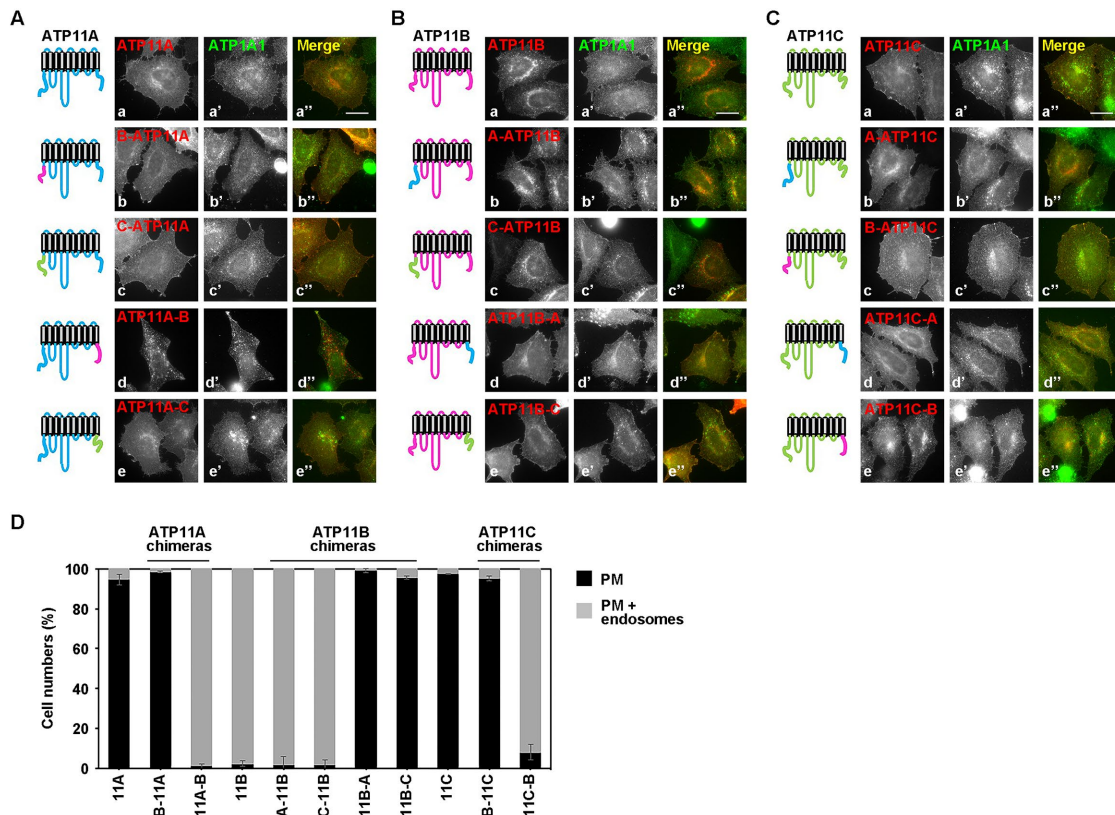 A
B
C
ATP11A
ATP11A
ATP1A1
Merge
a
a'
a''
B-ATP11A
b
b'
b''
C-ATP11A
c
c'
c''
ATP11A-B
d
d'
d''
ATP11A-C
e
e'
e''
ATP11B
ATP11B
ATP1A1
Merge
a
a'
a''
A-ATP11B
b
b'
b''
C-ATP11B
c
c'
c''
ATP11B-A
d
d'
d''
ATP11B-C
e
e'
e''
ATP11C
ATP11C
ATP1A1
Merge
a
a'
a''
A-ATP11C
b
b'
b''
B-ATP11C
c
c'
c''
ATP11C-A
d
d'
d''
ATP11C-B
e
e'
e''
D
ATP11A
chimeras
ATP11B
chimeras
ATP11C
chimeras
Cell numbers (%)
100
80
60
40
20
0
11A
B-11A
11A-B
11B
A-11B
C-11B
11B-A
11B-C
11C
B-11C
11C-B
PM
PM +
endosomes